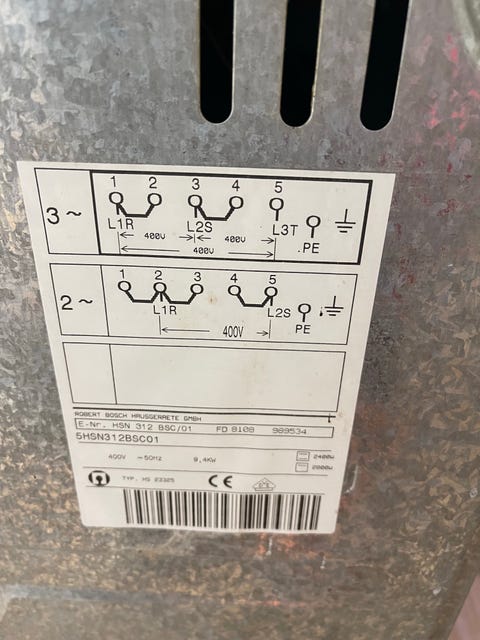 3~
1 2 3 4 5
L1R L2S L3T PE
400V 400V
400V
2~
1 2 3 4 5
L1R L2S PE
400V
ROBERT BOSCH HAUSGERAETE GMBH
E-Nr. HSN 312 BSC/01 FD 8108 989534
5HSN312BSC01
400V ~50HZ 9,4KW 2400W
2000W
TYP. HS 23325 CE